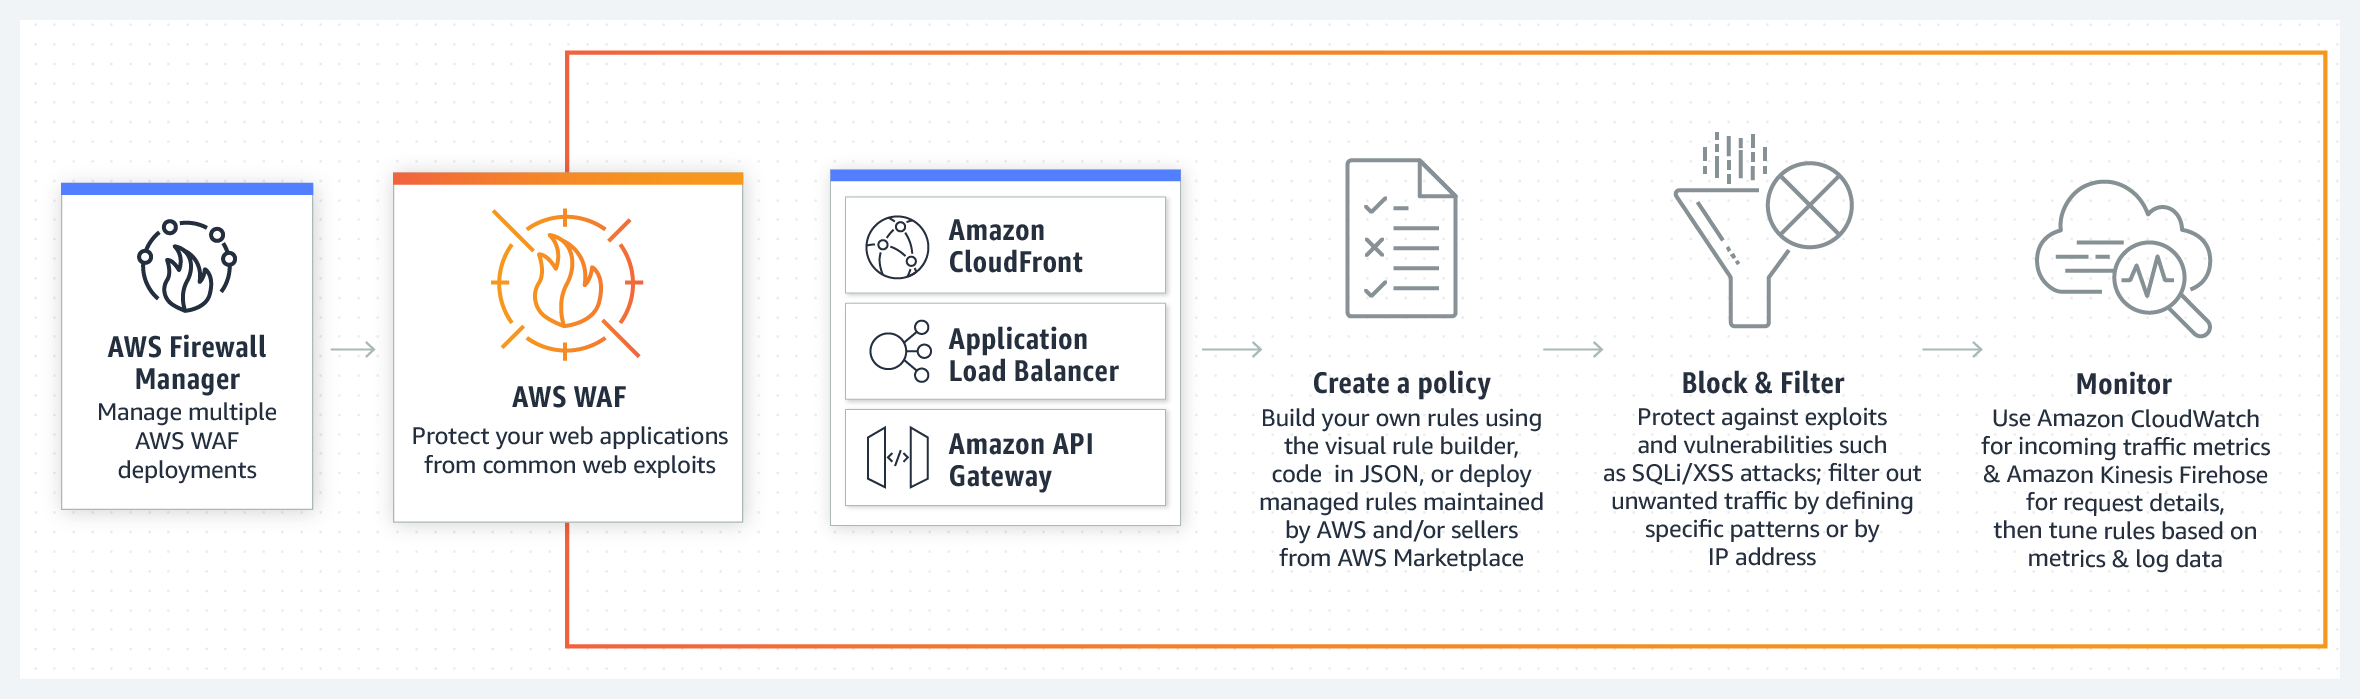 AWS Firewall
Manager
Manage multiple
AWS WAF
deployments
AWS WAF
Protect your web applications
from common web exploits
Amazon
CloudFront
Application
Load Balancer
</>
Amazon API
Gateway
Create a policy
Build your own rules using
the visual rule builder,
code in JSON, or deploy
managed rules maintained
by AWS and/or sellers
from AWS Marketplace
Block & Filter
Protect against exploits
and vulnerabilities such
as SQLi/XSS attacks; filter out
unwanted traffic by defining
specific patterns or by
IP address
Monitor
Use Amazon CloudWatch
for incoming traffic metrics
& Amazon Kinesis Firehose
for request details,
then tune rules based on
metrics & log data